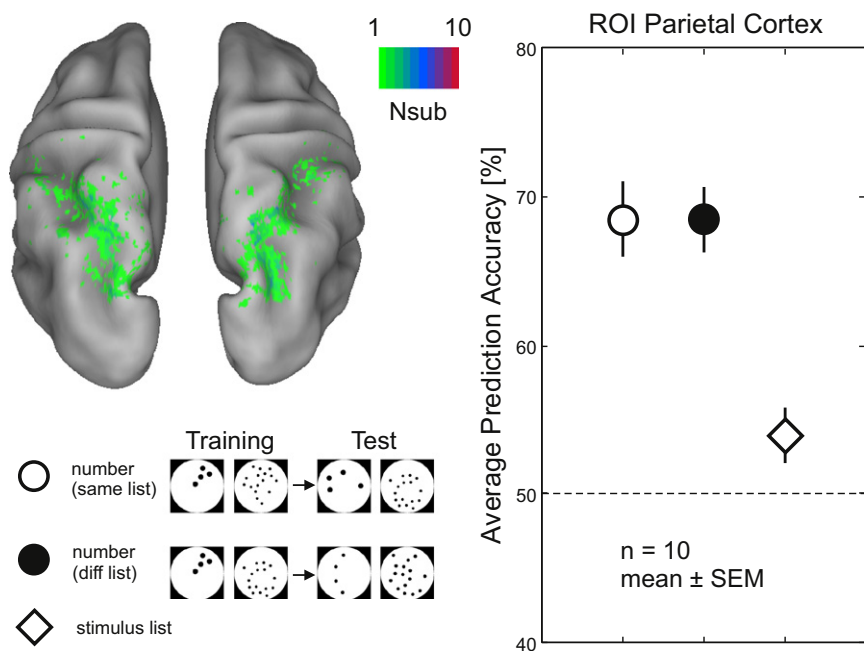 1 10
Nsub
ROI Parietal Cortex
Average Prediction Accuracy [%]
80
70
60
50
40
n = 10
mean ± SEM
Training Test
number
(same list)
number
(diff list)
stimulus list